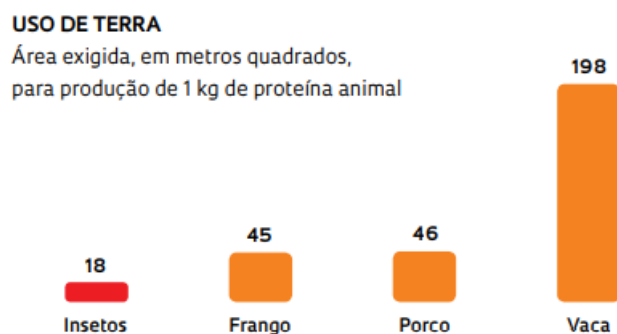 USO DE TERRA
Área exigida, em metros quadrados,
para produção de 1 kg de proteína animal
198
45
46
18
Insetos
Frango
Porco
Vaca